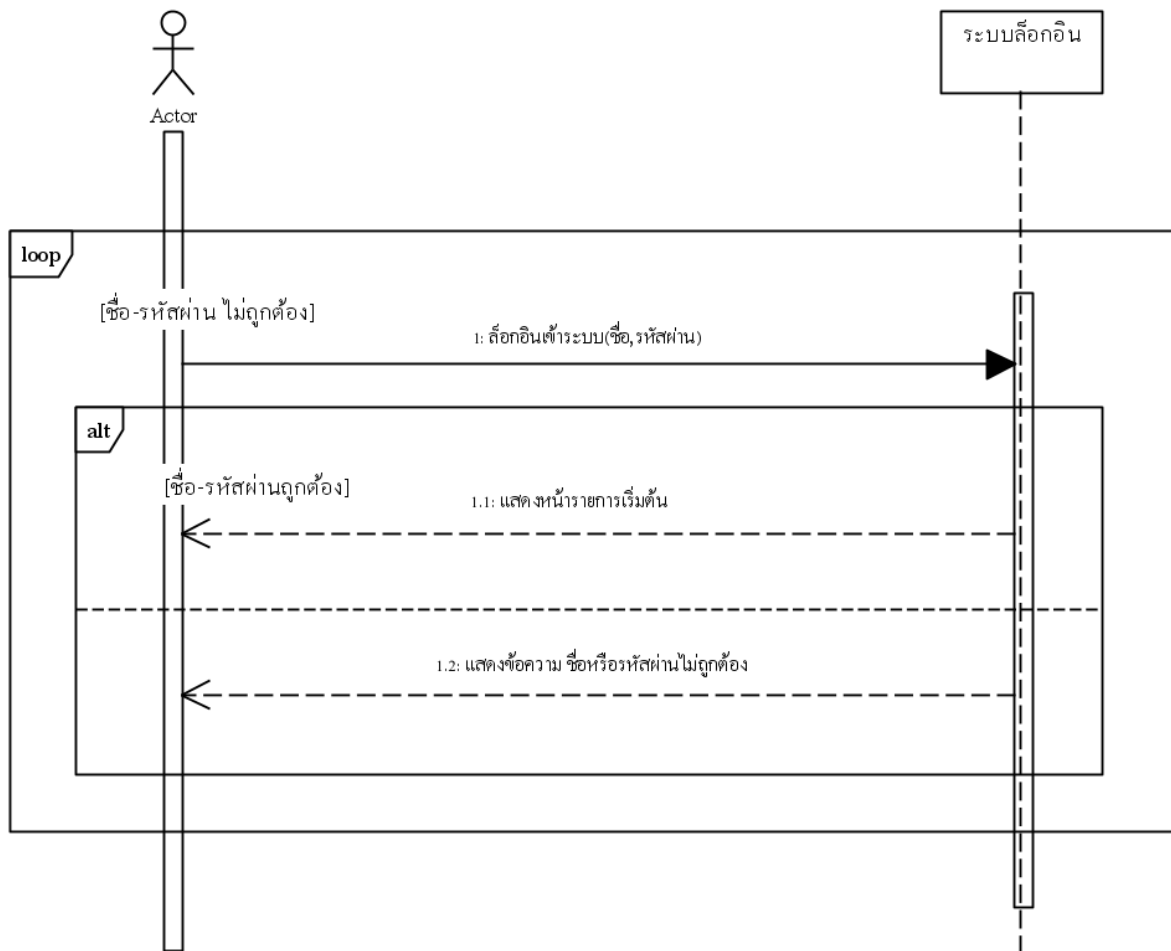 ระบบล็อกอิน
Actor
loop
[ชื่อ-รหัสผ่าน ไม่ถูกต้อง]
1: ล็อกอินเข้าระบบ(ชื่อ,รหัสผ่าน)
alt
[ชื่อ-รหัสผ่านถูกต้อง]
1.1: แสดงหน้ารายการเริ่มต้น
1.2: แสดงข้อความ ชื่อหรือรหัสผ่านไม่ถูกต้อง